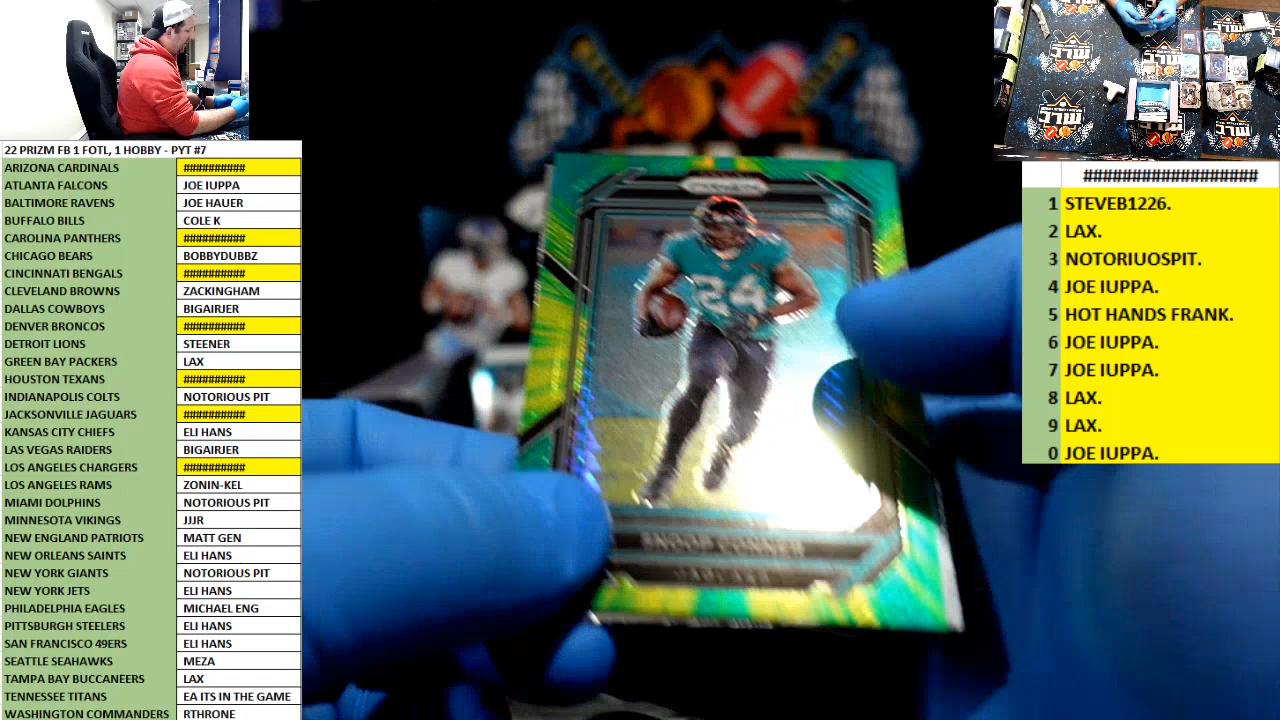 22 PRIZM FB 1 FOTL, 1 HOBBY - PYT #7
ARIZONA CARDINALS ##########
ATLANTA FALCONS JOE IUPPA
BALTIMORE RAVENS JOE HAUER
BUFFALO BILLS COLE K
CAROLINA PANTHERS ##########
CHICAGO BEARS BOBBYDUBBZ
CINCINNATI BENGALS ##########
CLEVELAND BROWNS ZACKINGHAM
DALLAS COWBOYS BIGAIRJER
DENVER BRONCOS ##########
DETROIT LIONS STEENER
GREEN BAY PACKERS LAX
HOUSTON TEXANS ##########
INDIANAPOLIS COLTS NOTORIOUS PIT
JACKSONVILLE JAGUARS ##########
KANSAS CITY CHIEFS ELI HANS
LAS VEGAS RAIDERS BIGAIRJER
LOS ANGELES CHARGERS ##########
LOS ANGELES RAMS ZONIN-KEL
MIAMI DOLPHINS NOTORIOUS PIT
MINNESOTA VIKINGS JJJR
NEW ENGLAND PATRIOTS MATT GEN
NEW ORLEANS SAINTS ELI HANS
NEW YORK GIANTS NOTORIOUS PIT
NEW YORK JETS ELI HANS
PHILADELPHIA EAGLES MICHAEL ENG
PITTSBURGH STEELERS ELI HANS
SAN FRANCISCO 49ERS ELI HANS
SEATTLE SEAHAWKS MEZA
TAMPA BAY BUCCANEERS LAX
TENNESSEE TITANS EA ITS IN THE GAME
WASHINGTON COMMANDERS RTHRONE
24
SNOOP CONNER
##################
1 STEVEB1226.
2 LAX.
3 NOTORIUOSPIT.
4 JOE IUPPA.
5 HOT HANDS FRANK.
6 JOE IUPPA.
7 JOE IUPPA.
8 LAX.
9 LAX.
0 JOE IUPPA.